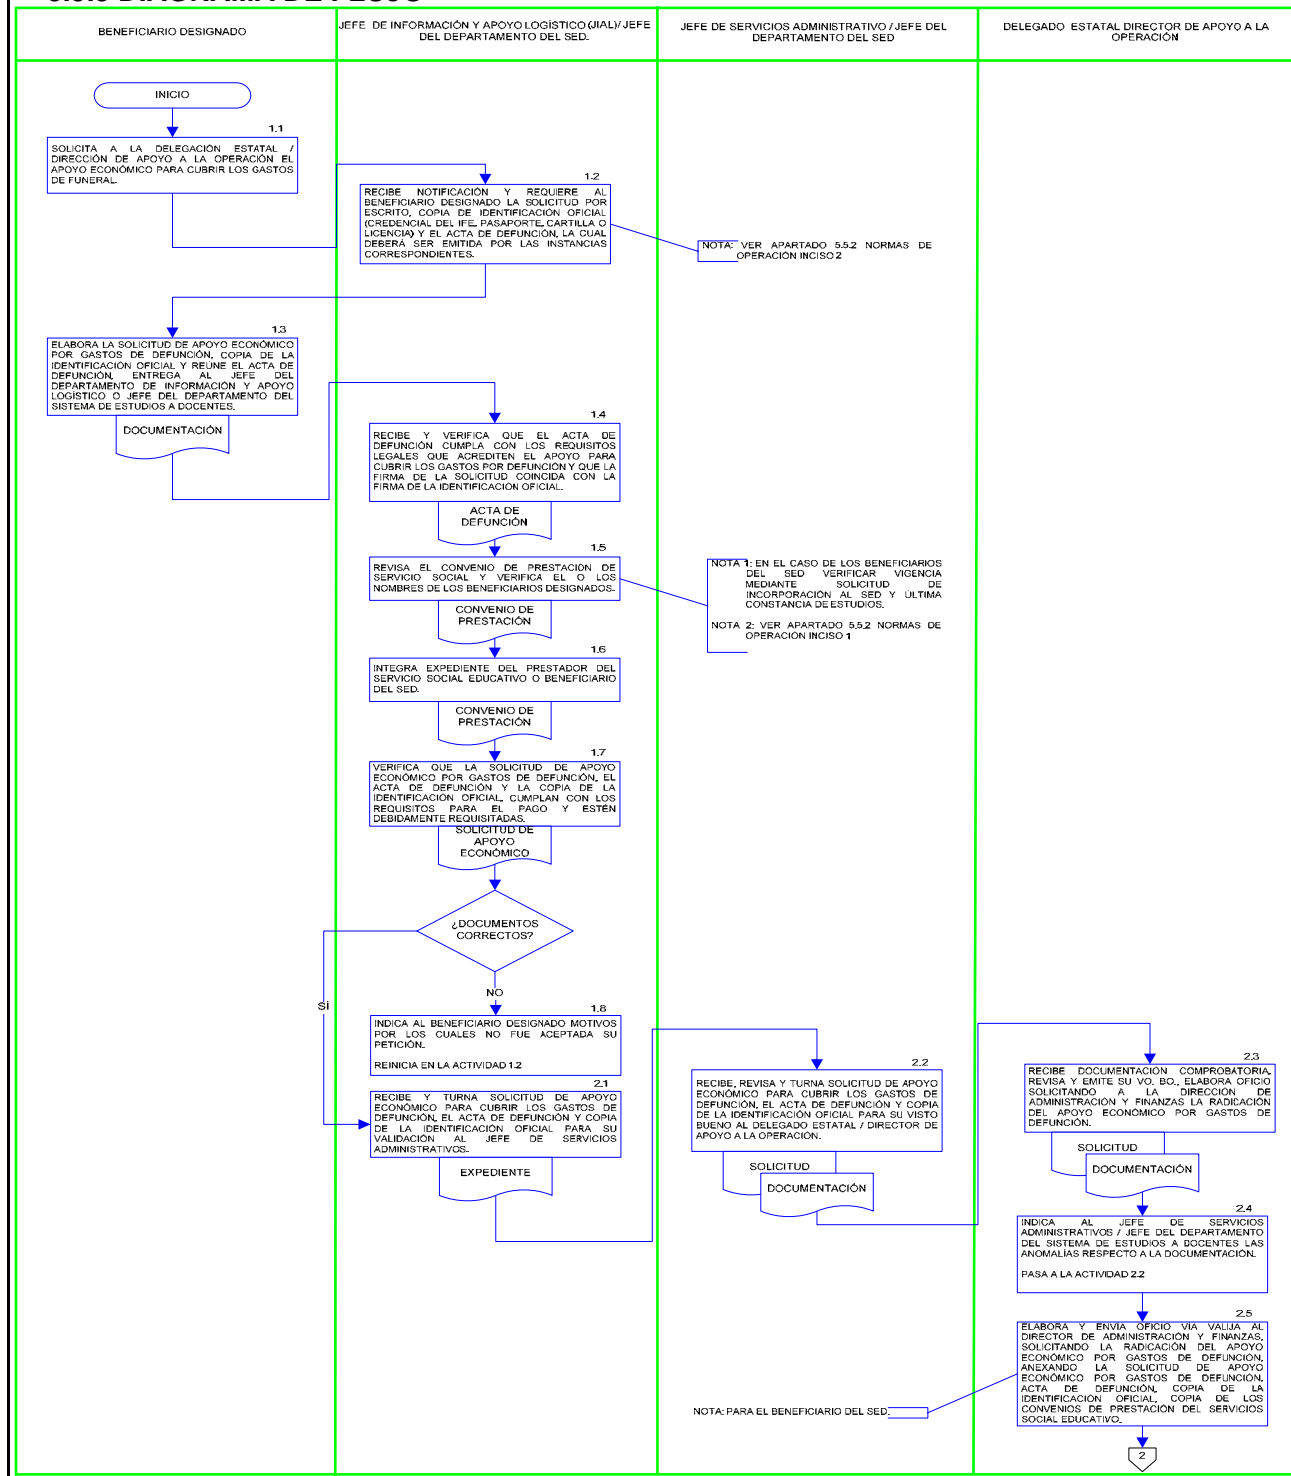 5.5.3 DIAGRAMA DE FLUJO
BENEFICIARIO DESIGNADO
JEFE DE INFORMACIÓN Y APOYO LOGÍSTICO (JIAL)/ JEFE
DEL DEPARTAMENTO DEL SED.
JEFE DE SERVICIOS ADMINISTRATIVO / JEFE DEL
DEPARTAMENTO DEL SED
DELEGADO ESTATAL DIRECTOR DE APOYO A LA
OPERACIÓN
INICIO
1.1
SOLICITA A LA DELEGACIÓN ESTATAL /
DIRECCIÓN DE APOYO A LA OPERACIÓN EL
APOYO ECONÓMICO PARA CUBRIR LOS GASTOS
DE FUNERAL.
1.2
RECIBE NOTIFICACIÓN Y REQUIERE AL
BENEFICIARIO DESIGNADO LA SOLICITUD POR
ESCRITO, COPIA DE IDENTIFICACIÓN OFICIAL
(CREDENCIAL DEL IFE, PASAPORTE, CARTILLA O
LICENCIA) Y EL ACTA DE DEFUNCIÓN, LA CUAL
DEBERÁ SER EMITIDA POR LAS INSTANCIAS
CORRESPONDIENTES.
NOTA: VER APARTADO 5.5.2 NORMAS DE
OPERACIÓN INCISO 2
1.3
ELABORA LA SOLICITUD DE APOYO ECONÓMICO
POR GASTOS DE DEFUNCIÓN, COPIA DE LA
IDENTIFICACIÓN OFICIAL Y REÚNE EL ACTA DE
DEFUNCIÓN, ENTREGA AL JEFE DEL
DEPARTAMENTO DE INFORMACIÓN Y APOYO
LOGÍSTICO O JEFE DEL DEPARTAMENTO DEL
SISTEMA DE ESTUDIOS A DOCENTES.
DOCUMENTACIÓN
1.4
RECIBE Y VERIFICA QUE EL ACTA DE
DEFUNCIÓN CUMPLA CON LOS REQUISITOS
LEGALES QUE ACREDITEN EL APOYO PARA
CUBRIR LOS GASTOS POR DEFUNCIÓN Y QUE LA
FIRMA DE LA SOLICITUD COINCIDA CON LA
FIRMA DE LA IDENTIFICACIÓN OFICIAL.
ACTA DE
DEFUNCIÓN
1.5
REVISA EL CONVENIO DE PRESTACIÓN DE
SERVICIO SOCIAL Y VERIFICA EL O LOS
NOMBRES DE LOS BENEFICIARIOS DESIGNADOS.
CONVENIO DE
PRESTACIÓN
NOTA 1: EN EL CASO DE LOS BENEFICIARIOS
DEL SED VERIFICAR VIGENCIA
MEDIANTE SOLICITUD DE
INCORPORACIÓN AL SED Y ÚLTIMA
CONSTANCIA DE ESTUDIOS.
NOTA 2: VER APARTADO 5.5.2 NORMAS DE
OPERACIÓN INCISO 1
1.6
INTEGRA EXPEDIENTE DEL PRESTADOR DEL
SERVICIO SOCIAL EDUCATIVO O BENEFICIARIO
DEL SED.
CONVENIO DE
PRESTACIÓN
1.7
VERIFICA QUE LA SOLICITUD DE APOYO
ECONÓMICO POR GASTOS DE DEFUNCIÓN, EL
ACTA DE DEFUNCIÓN Y LA COPIA DE LA
IDENTIFICACIÓN OFICIAL, CUMPLAN CON LOS
REQUISITOS PARA EL PAGO Y ESTÉN
DEBIDAMENTE REQUISITADAS.
SOLICITUD DE
APOYO
ECONÓMICO
¿DOCUMENTOS
CORRECTOS?
SÍ
NO
1.8
INDICA AL BENEFICIARIO DESIGNADO MOTIVOS
POR LOS CUALES NO FUE ACEPTADA SU
PETICIÓN.
REINICIA EN LA ACTIVIDAD 1.2
2.1
RECIBE Y TURNA SOLICITUD DE APOYO
ECONÓMICO PARA CUBRIR LOS GASTOS DE
DEFUNCIÓN, EL ACTA DE DEFUNCIÓN Y COPIA
DE LA IDENTIFICACIÓN OFICIAL PARA SU
VALIDACIÓN AL JEFE DE SERVICIOS
ADMINISTRATIVOS.
EXPEDIENTE
2.2
RECIBE, REVISA Y TURNA SOLICITUD DE APOYO
ECONÓMICO PARA CUBRIR LOS GASTOS DE
DEFUNCIÓN, EL ACTA DE DEFUNCIÓN Y COPIA
DE LA IDENTIFICACIÓN OFICIAL PARA SU VISTO
BUENO AL DELEGADO ESTATAL / DIRECTOR DE
APOYO A LA OPERACIÓN.
SOLICITUD
DOCUMENTACIÓN
2.3
RECIBE DOCUMENTACIÓN COMPROBATORIA,
REVISA Y EMITE SU VO. BO., ELABORA OFICIO
SOLICITANDO A LA DIRECCIÓN DE
ADMINISTRACIÓN Y FINANZAS LA RADICACIÓN
DEL APOYO ECONÓMICO POR GASTOS DE
DEFUNCIÓN.
SOLICITUD
DOCUMENTACIÓN
2.4
INDICA AL JEFE DE SERVICIOS
ADMINISTRATIVOS / JEFE DEL DEPARTAMENTO
DEL SISTEMA DE ESTUDIOS A DOCENTES LAS
ANOMALÍAS RESPECTO A LA DOCUMENTACIÓN.
PASA A LA ACTIVIDAD 2.2
2.5
ELABORA Y ENVIA OFICIO VÍA VALIJA AL
DIRECTOR DE ADMINISTRACIÓN Y FINANZAS,
SOLICITANDO LA RADICACIÓN DEL APOYO
ECONÓMICO POR GASTOS DE DEFUNCIÓN,
ANEXANDO LA SOLICITUD DE APOYO
ECONÓMICO POR GASTOS DE DEFUNCIÓN,
ACTA DE DEFUNCIÓN, COPIA DE LA
IDENTIFICACIÓN OFICIAL, COPIA DE LOS
CONVENIOS DE PRESTACIÓN DEL SERVICIOS
SOCIAL EDUCATIVO.
NOTA: PARA EL BENEFICIARIO DEL SED.
2